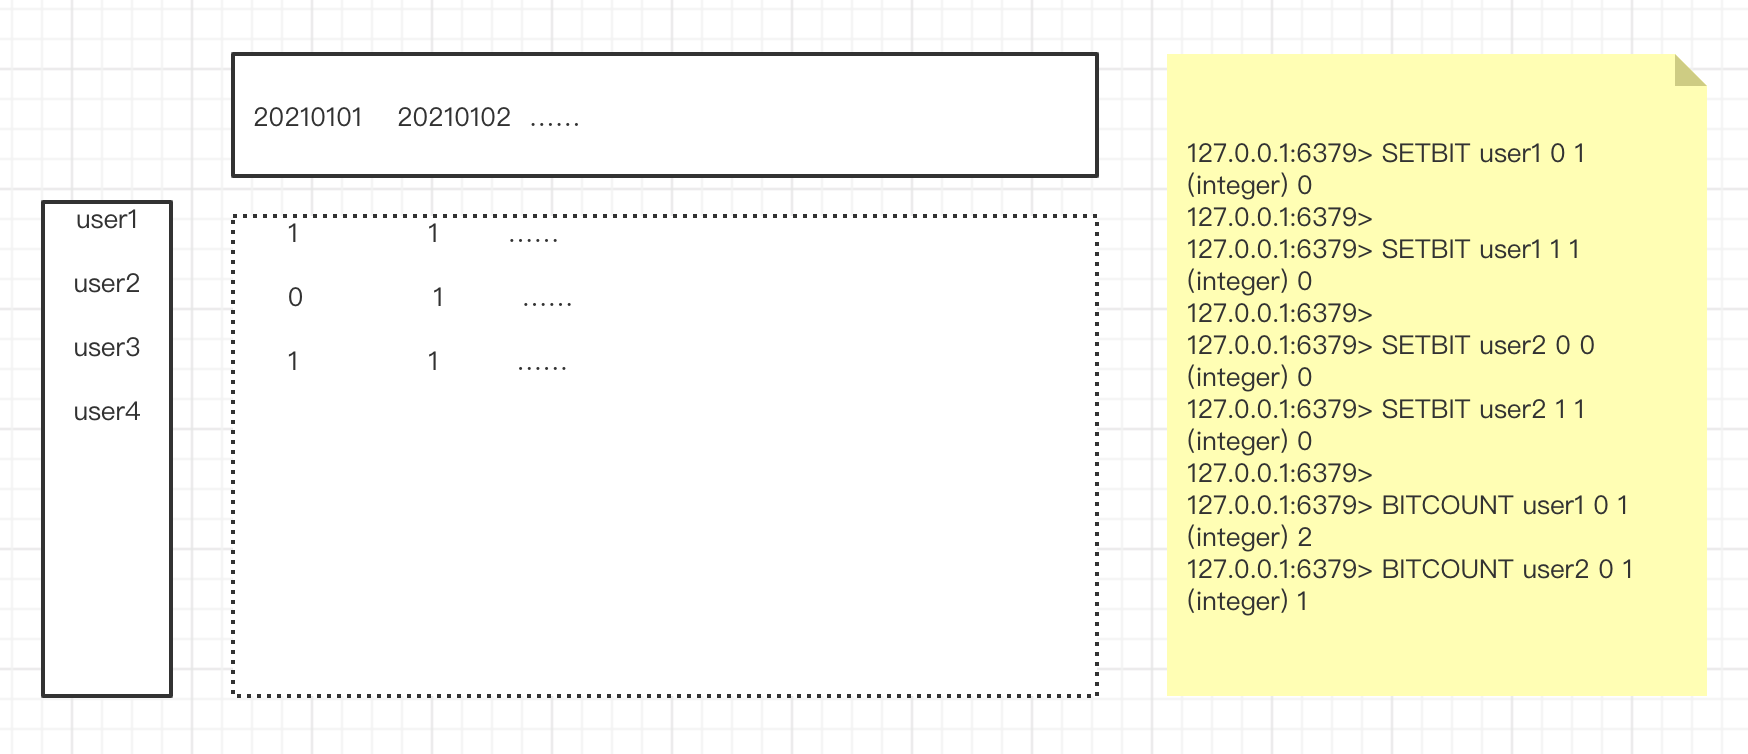 20210101 20210102 ......
user1
user2
user3
user4
1 1 ......
0 1 ......
1 1 ......
127.0.0.1:6379> SETBIT user1 0 1
(integer) 0
127.0.0.1:6379>
127.0.0.1:6379> SETBIT user1 1 1
(integer) 0
127.0.0.1:6379>
127.0.0.1:6379> SETBIT user2 0 0
(integer) 0
127.0.0.1:6379> SETBIT user2 1 1
(integer) 0
127.0.0.1:6379>
127.0.0.1:6379> BITCOUNT user1 0 1
(integer) 2
127.0.0.1:6379> BITCOUNT user2 0 1
(integer) 1